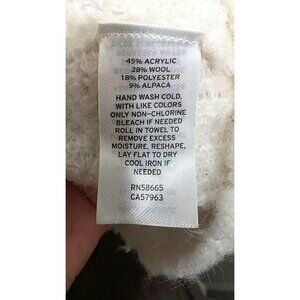 45% ACRYLIC
28% WOOL
18% POLYESTER
9% ALPACA
HAND WASH COLD,
WITH LIKE COLORS
ONLY NON-CHLORINE
BLEACH IF NEEDED
ROLL IN TOWEL TO
REMOVE EXCESS
MOISTURE, RESHAPE,
LAY FLAT TO DRY
COOL IRON IF
NEEDED
RN58665
CA57963